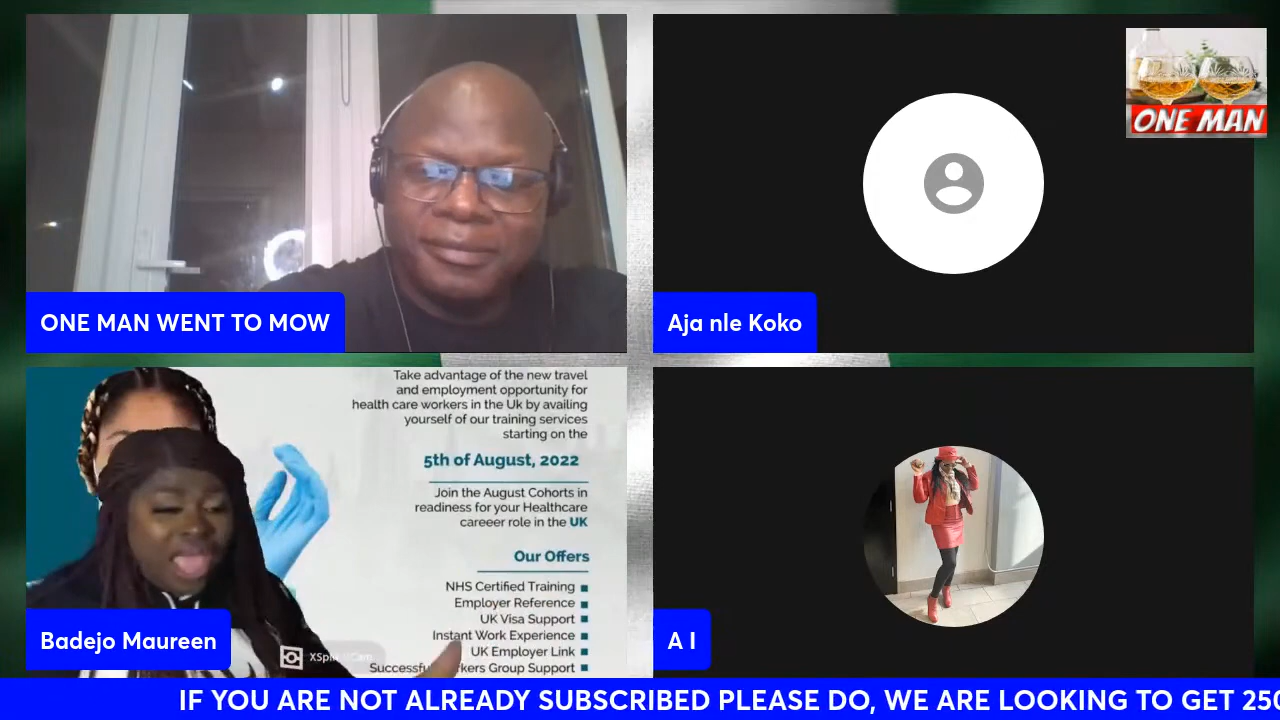 ONE MAN
ONE MAN WENT TO MOW
Aja nle Koko
Take advantage of the new travel
and employment opportunity for
health care workers in the Uk by availing
yourself of our training services
starting on the
5th of August, 2022
Join the August Cohorts in
readiness for your Healthcare
careeer role in the UK
Our Offers
NHS Certified Training
Employer Reference
UK Visa Support
Instant Work Experience
UK Employer Link
Group Support
Badejo Maureen
A I
IF YOU ARE NOT ALREADY SUBSCRIBED PLEASE DO, WE ARE LOOKING TO GET